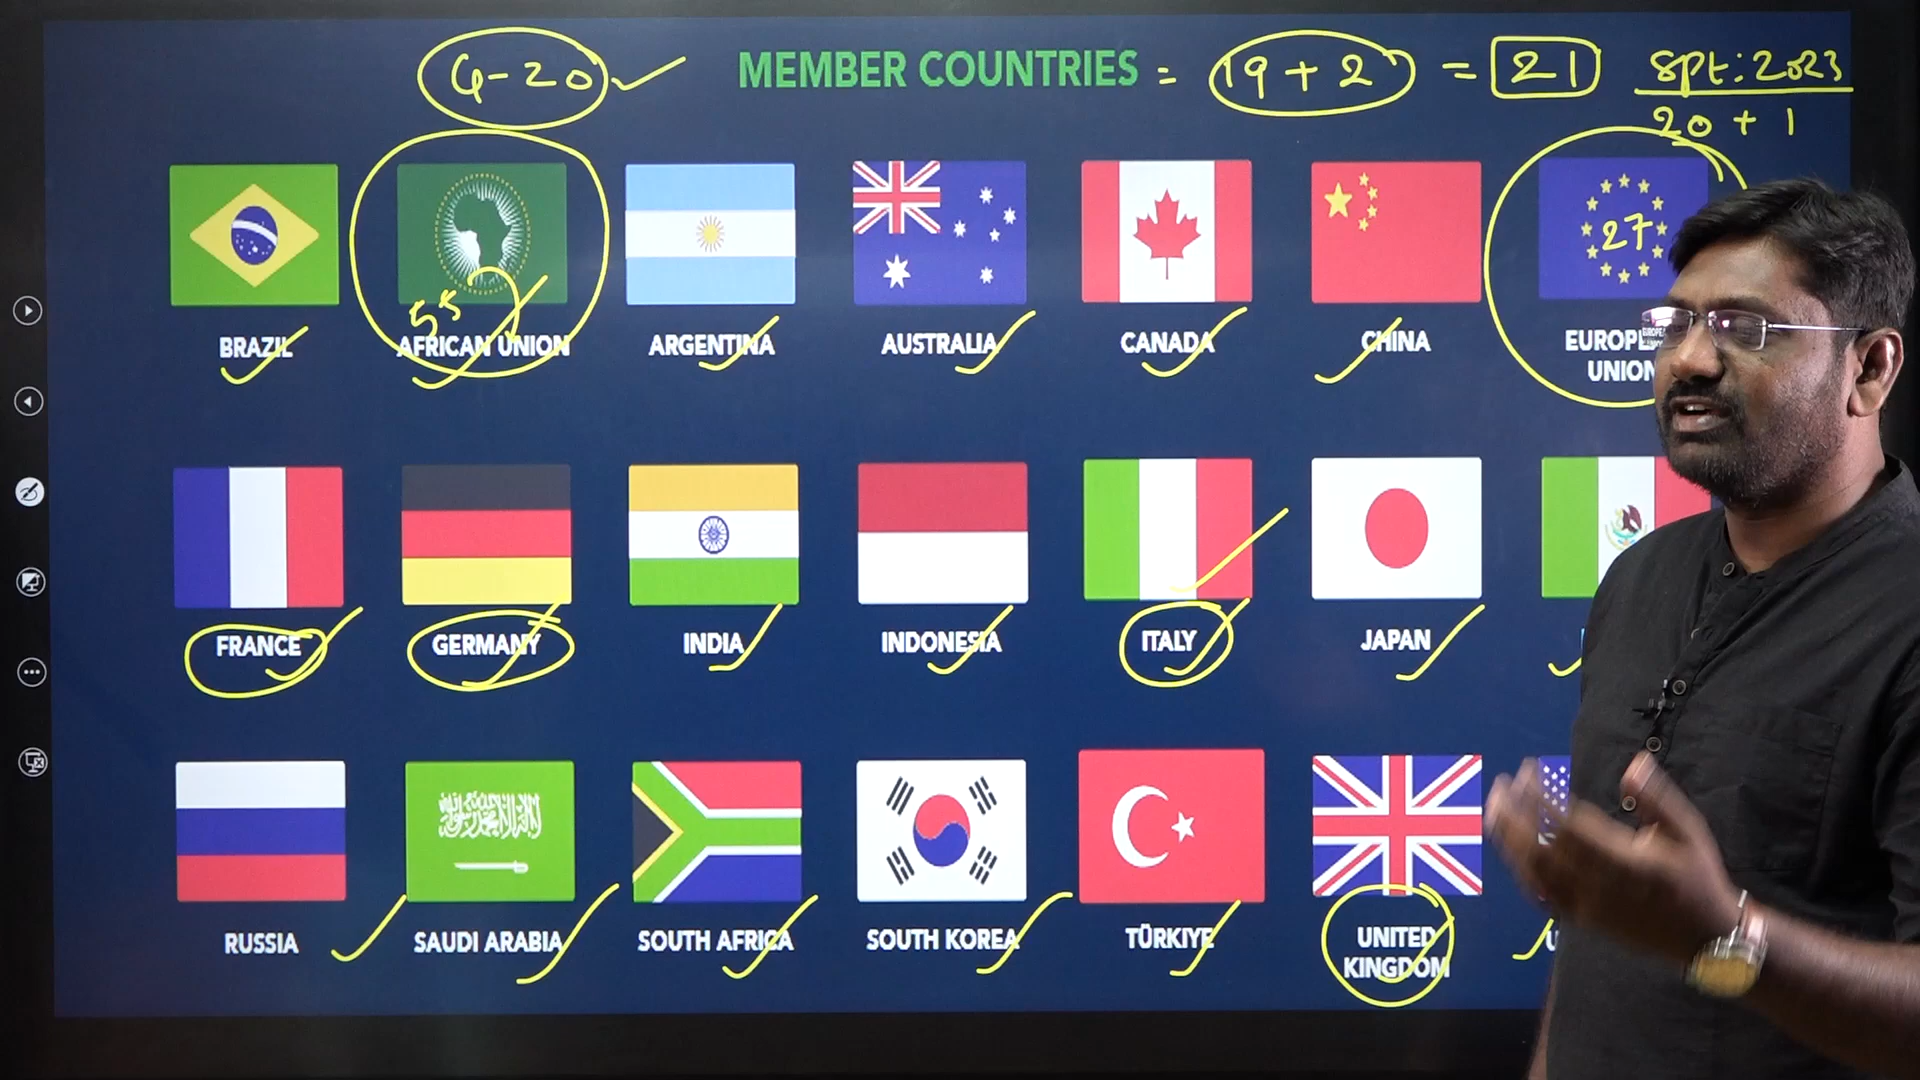 G-20 MEMBER COUNTRIES = 19+2 = 21 Spt: 2023
20 + 1
27
55
BRAZIL AFRICAN UNION ARGENTINA AUSTRALIA CANADA CHINA
UNION
FRANCE GERMANY INDIA INDONESIA ITALY JAPAN
RUSSIA SAUDI ARABIA SOUTH AFRICA SOUTH KOREA TÜRKIYE UNITED
KINGDOM